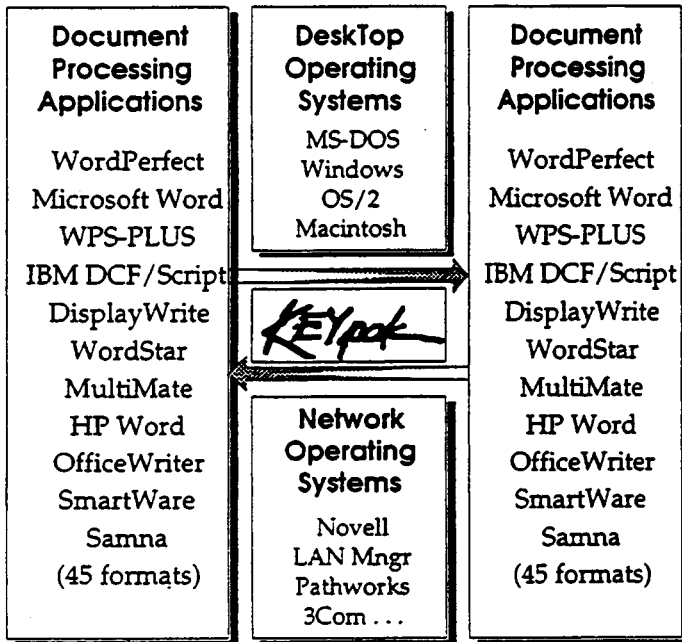 Document
Processing
Applications
WordPerfect
Microsoft Word
WPS-PLUS
IBM DCF/Script
DisplayWrite
WordStar
MultiMate
HP Word
OfficeWriter
SmartWare
Samna
(45 formats)
DeskTop
Operating
Systems
MS-DOS
Windows
OS/2
Macintosh
KEYpak
Network
Operating
Systems
Novell
LAN Mngr
Pathworks
3Com . . .
Document
Processing
Applications
WordPerfect
Microsoft Word
WPS-PLUS
IBM DCF/Script
DisplayWrite
WordStar
MultiMate
HP Word
OfficeWriter
SmartWare
Samna
(45 formats)